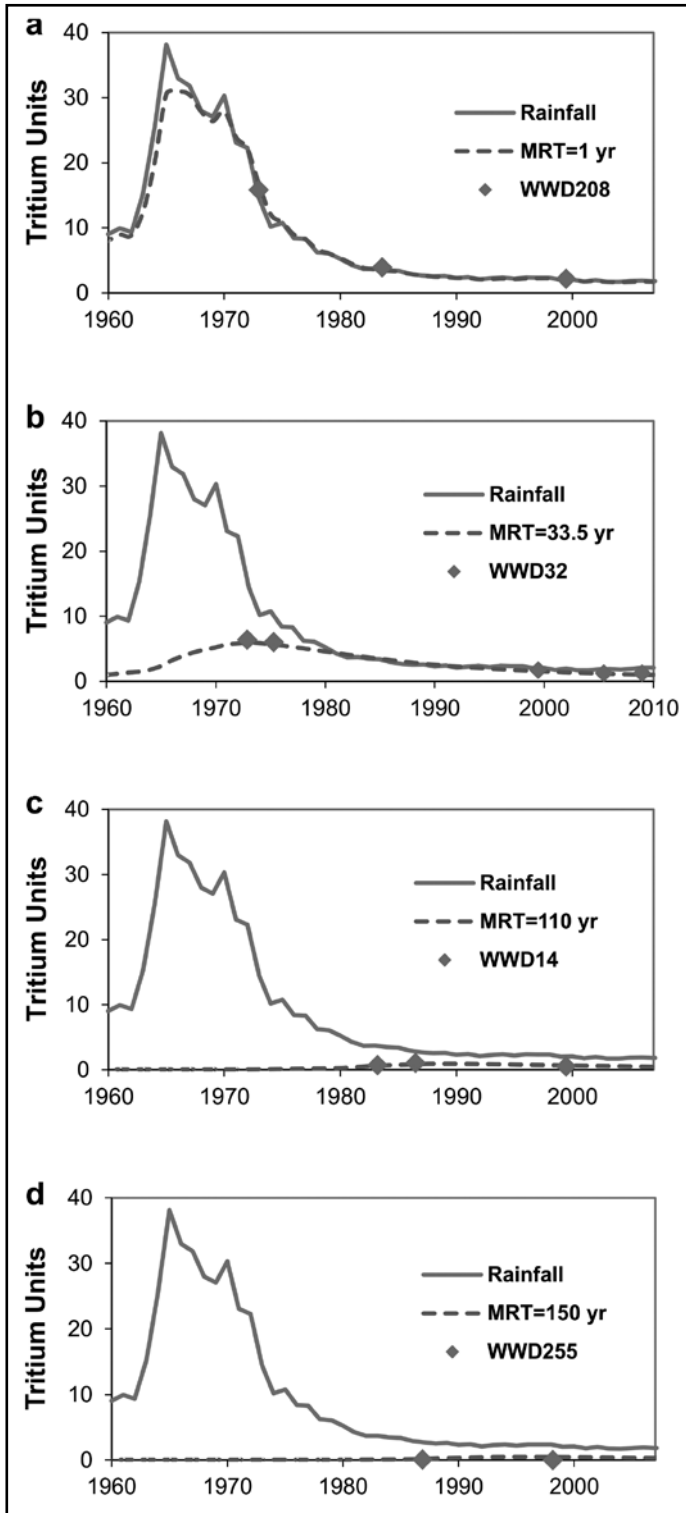 a
Tritium Units
40
30
20
10
0
1960 1970 1980 1990 2000
Rainfall
MRT=1 yr
WWD208
b
Tritium Units
40
30
20
10
0
1960 1970 1980 1990 2000 2010
Rainfall
MRT=33.5 yr
WWD32
c
Tritium Units
40
30
20
10
0
1960 1970 1980 1990 2000
Rainfall
MRT=110 yr
WWD14
d
Tritium Units
40
30
20
10
0
1960 1970 1980 1990 2000
Rainfall
MRT=150 yr
WWD255